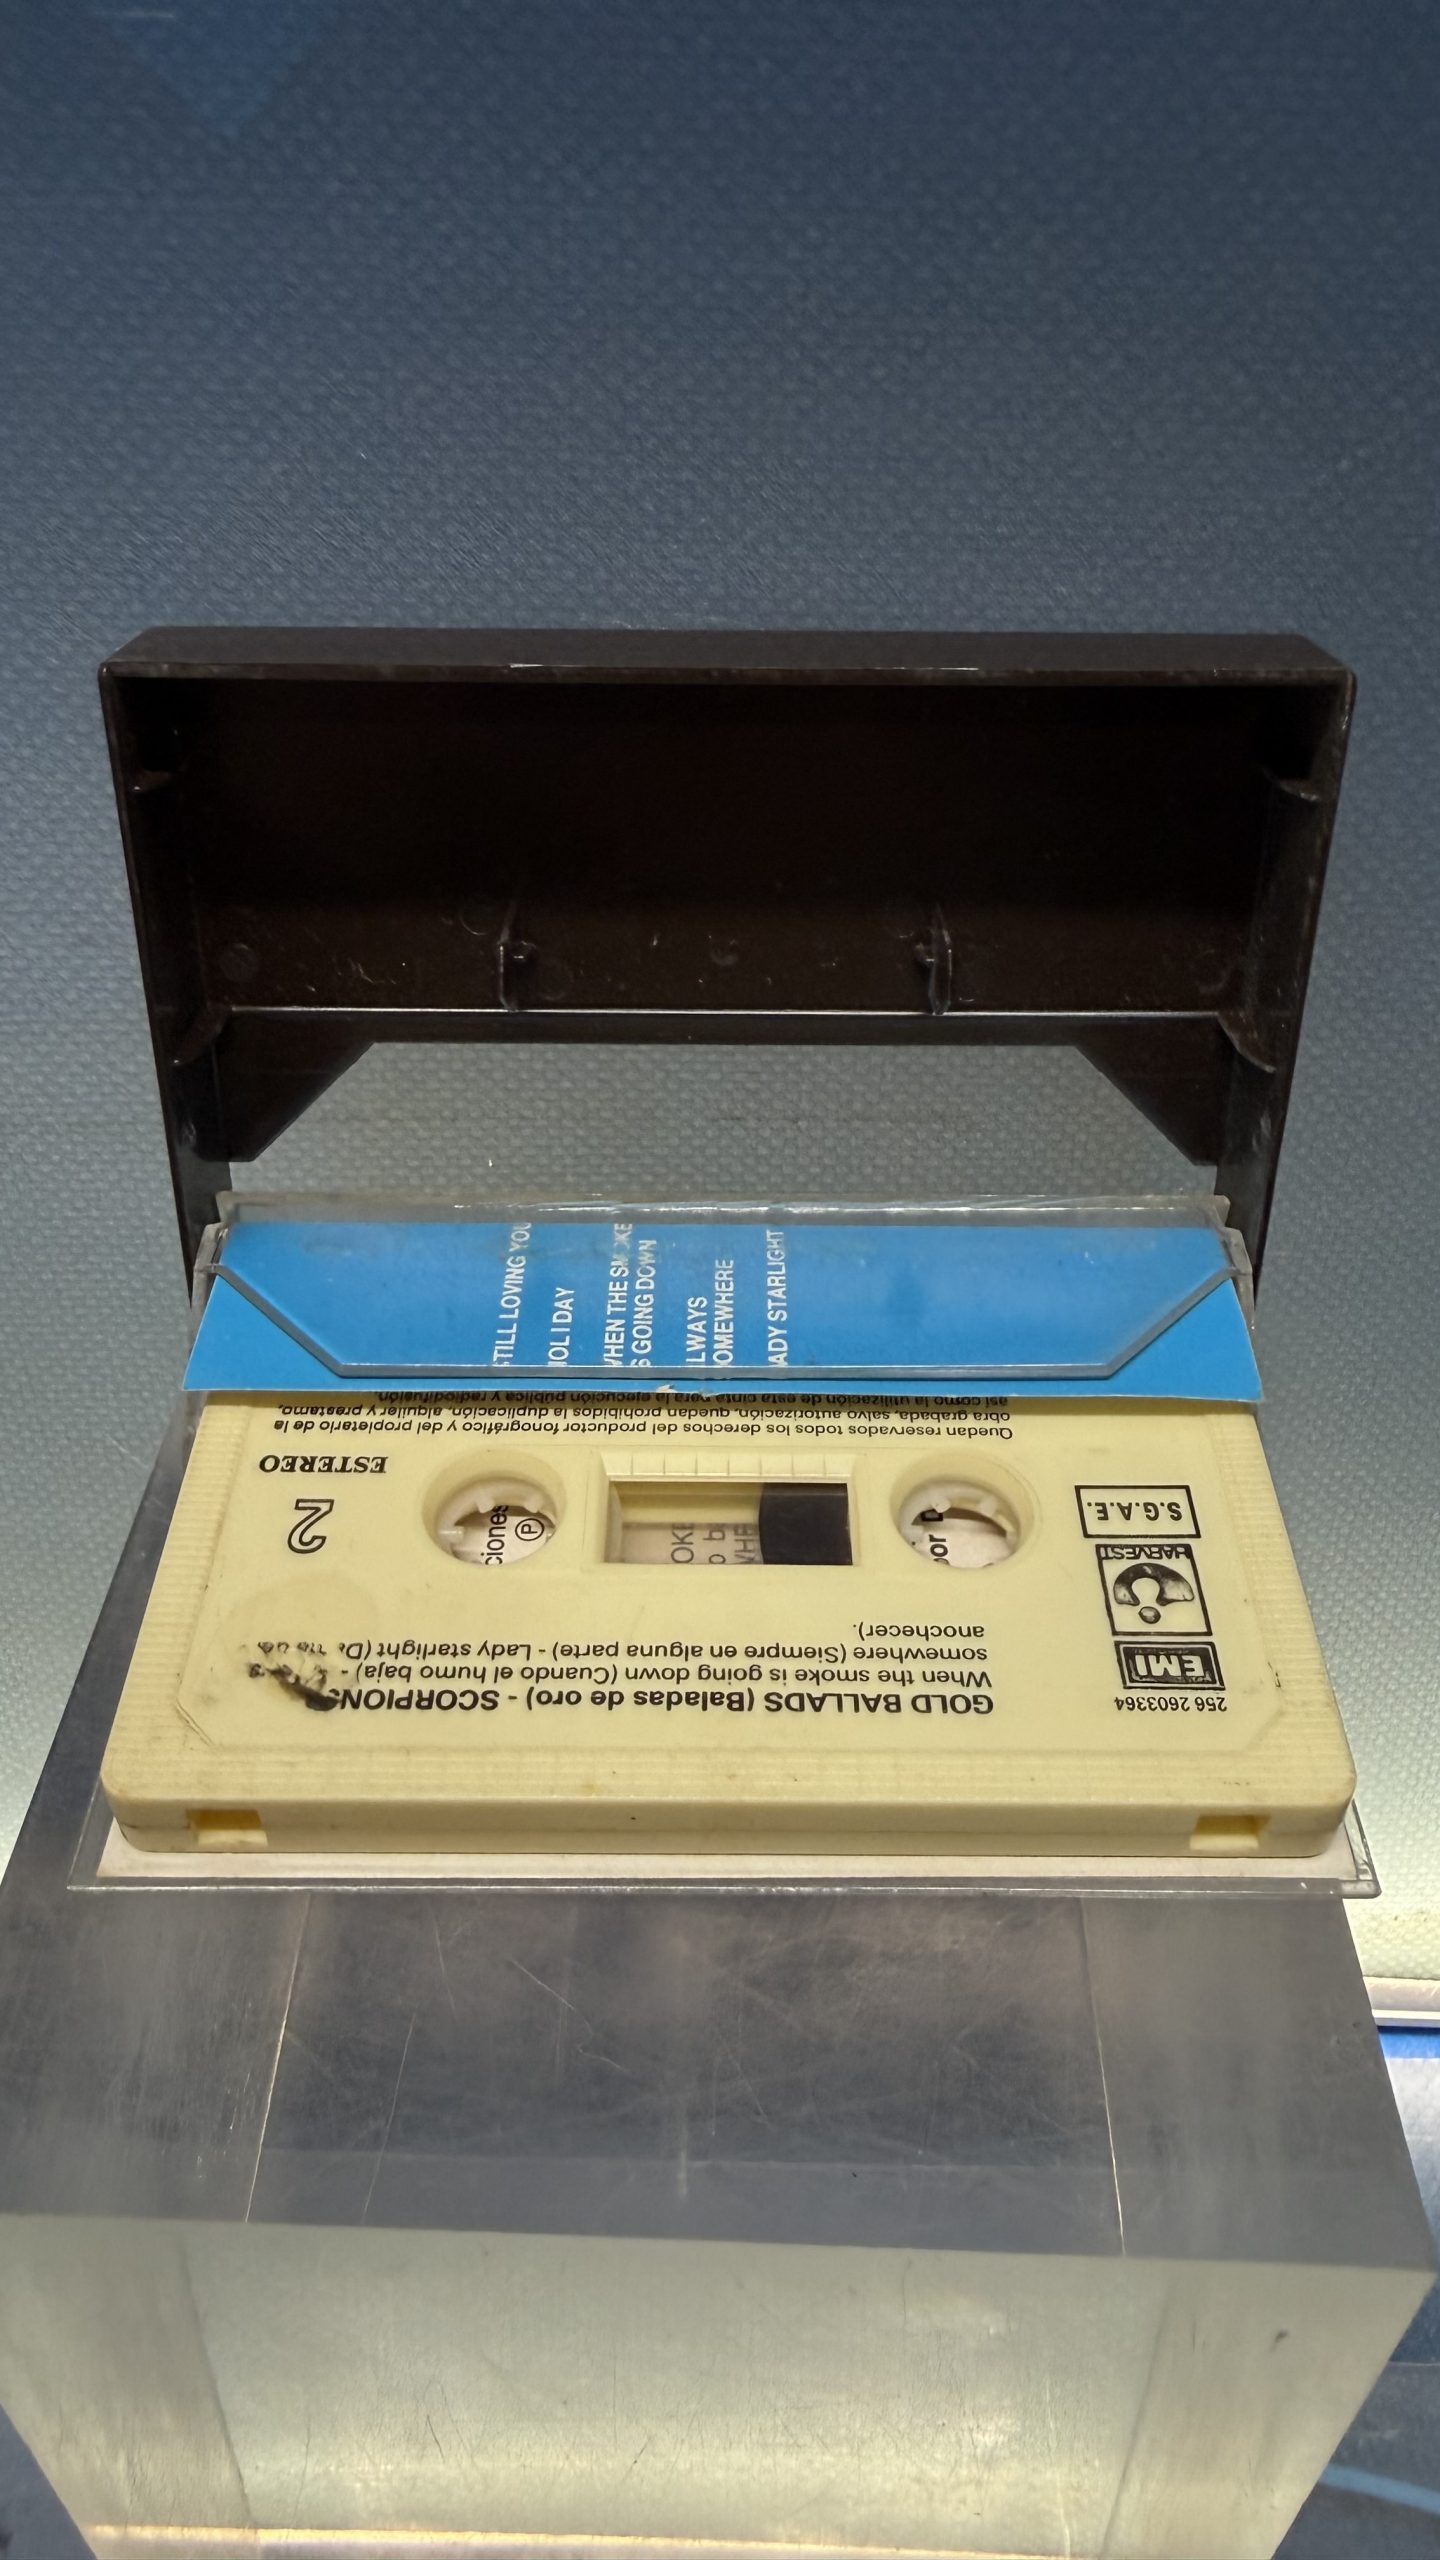 STILL LOVING YOU
HOLIDAY
WHEN THE SMOKE
IS GOING DOWN
ALWAYS
SOMEWHERE
LADY STARLIGHT
256 2603364
EMI
HARVEST
S.G.A.E.
GOLD BALLADS (Baladas de oro) - SCORPIONS
When the smoke is going down (Cuando el humo baja) -
somewhere (Siempre en alguna parte) - Lady starlight
anochecer).
2
ESTEREO
Quedan reservados todos los derechos del productor fonográfico y del propietario de la
obra grabada, salvo autorización, quedan prohibidos la duplicación, alquiler y prestamo,
así como la utilización de esta cinta para la ejecución pública y radiodifusión.
ciones
Ⓟ
OKE